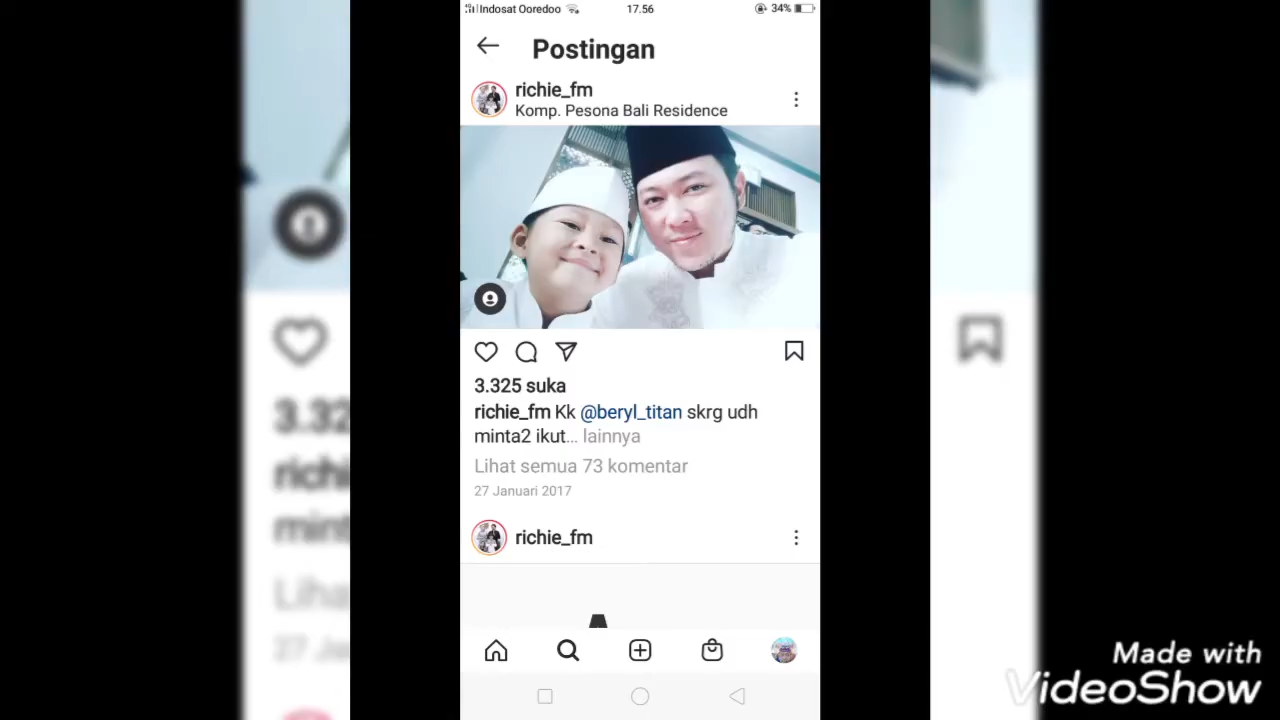 Indosat Ooredoo 17.56 34%
Postingan
richie_fm
Komp. Pesona Bali Residence
3.325 suka
richie_fm Kk @beryl_titan skrg udh
minta2 ikut... lainnya
Lihat semua 73 komentar
27 Januari 2017
richie_fm
Made with
VideoShow